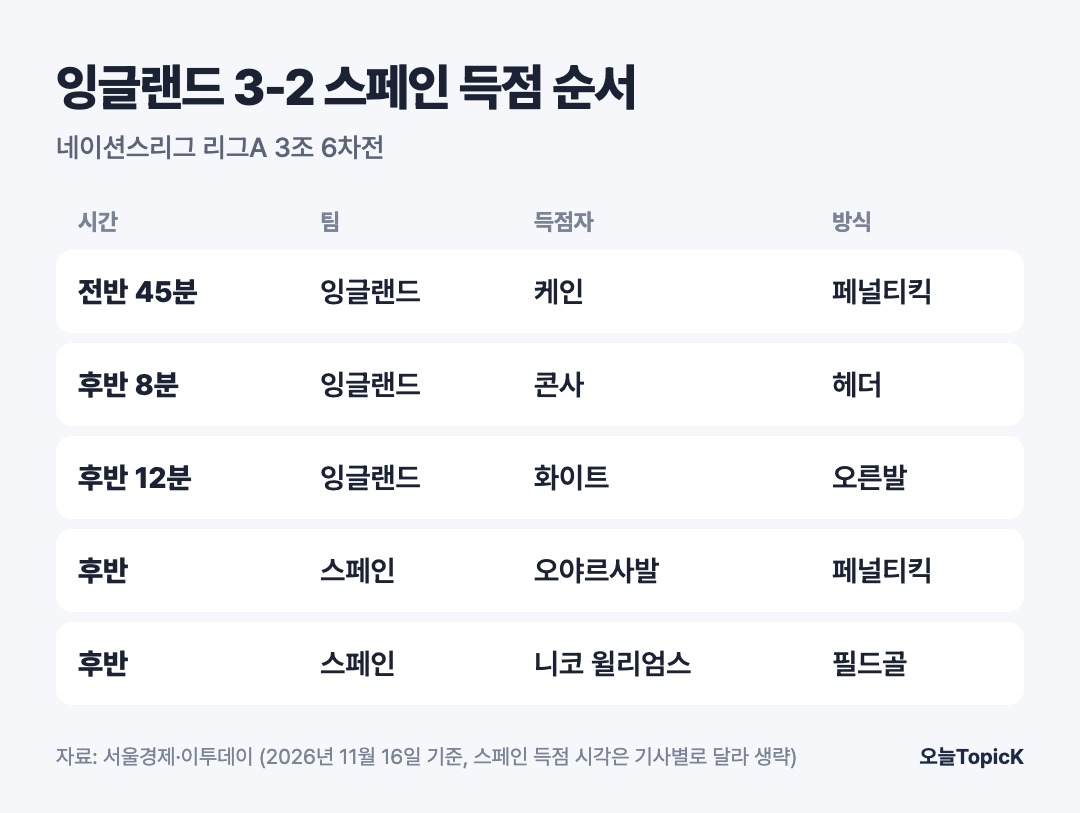 잉글랜드 3-2 스페인 득점 순서
네이션스리그 리그A 3조 6차전
시간 팀 득점자 방식
전반 45분 잉글랜드 케인 페널티킥
후반 8분 잉글랜드 콘사 헤더
후반 12분 잉글랜드 화이트 오른발
후반 스페인 오야르사발 페널티킥
후반 스페인 니코 윌리엄스 필드골
자료: 서울경제·이투데이 (2026년 11월 16일 기준, 스페인 득점 시각은 기사별로 달라 생략) 오늘TopicK